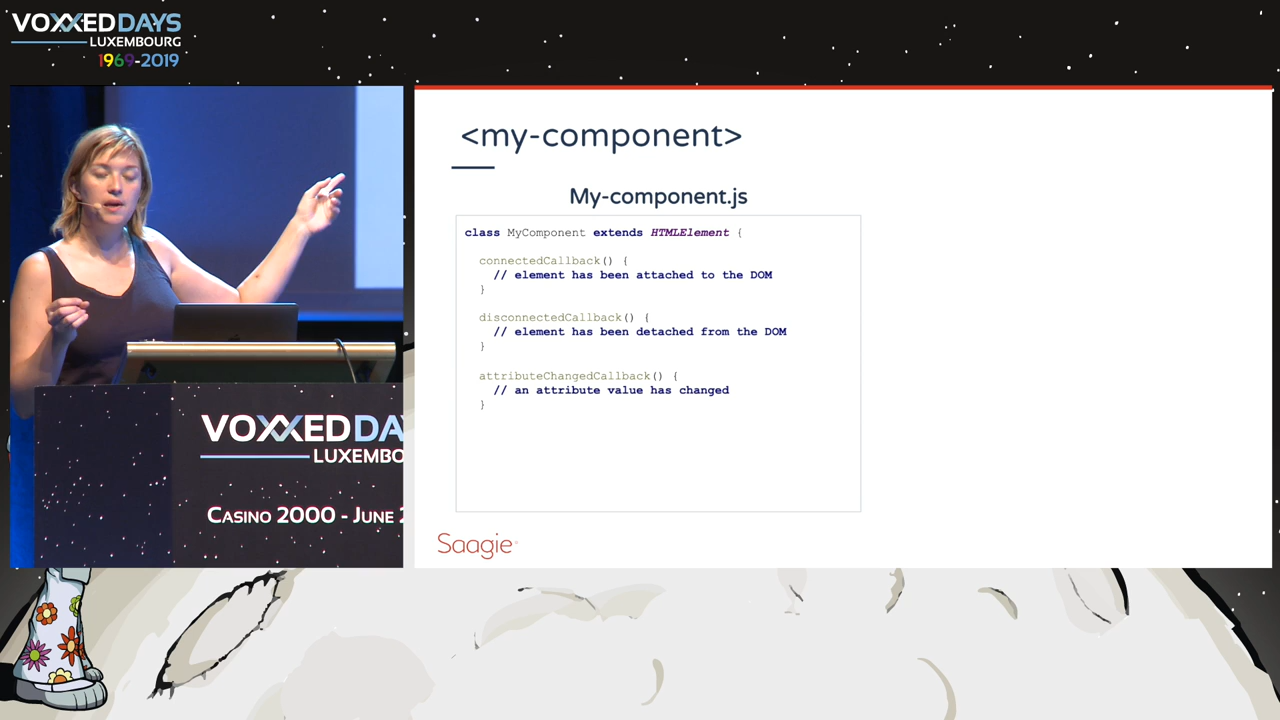 VOXXEDDAYS
LUXEMBOURG
1969-2019
<my-component>
My-component.js
class MyComponent extends HTMLElement {
connectedCallback() {
// element has been attached to the DOM
}
disconnectedCallback() {
// element has been detached from the DOM
}
attributeChangedCallback() {
// an attribute value has changed
}
Saagie
VOXXEDDA
LUXEMBO
CASINO 2000 - JUNE 2